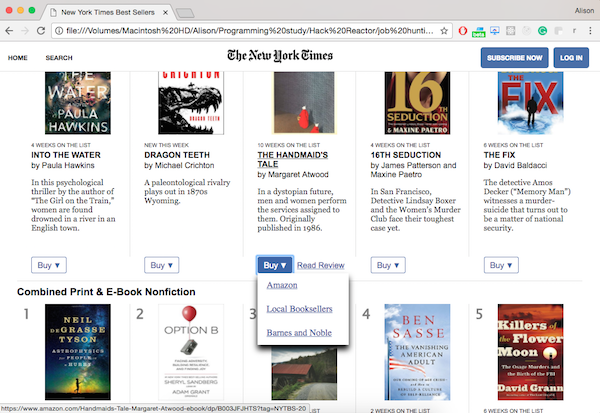 New York Times Best Sellers
Alison
file:///Volumes/Macintosh%20HD/Alison/Programming%20study/Hack%20Reactor/job%20hunti...
HOME
SEARCH
The New York Times
SUBSCRIBE NOW
LOG IN
THE
WATER
PAULA
HAWKINS
CRICHTON
DRAGON TEETH
16TH
SEDUCTION
& MAXINE PAETRO
THE
FIX
4 WEEKS ON THE LIST
INTO THE WATER
by Paula Hawkins
In this psychological
thriller by the author of
"The Girl on the Train,"
women are found
drowned in a river in an
English town.
Buy ▼
NEW THIS WEEK
DRAGON TEETH
by Michael Crichton
A paleontological rivalry
plays out in 1870s
Wyoming.
Buy ▼
10 WEEKS ON THE LIST
THE HANDMAID'S
TALE
by Margaret Atwood
In a dystopian future,
men and women perform
the services assigned to
them. Originally
published in 1986.
Buy ▼
Read Review
Amazon
Local Booksellers
Barnes and Noble
4 WEEKS ON THE LIST
16TH SEDUCTION
by James Patterson and
Maxine Paetro
In San Francisco,
Detective Lindsay Boxer
and the Women's Murder
Club face their toughest
case yet.
Buy ▼
6 WEEKS ON THE LIST
THE FIX
by David Baldacci
The detective Amos
Decker ("Memory Man")
witnesses a murder-
suicide that turns out to
be a matter of national
security.
Buy ▼
Combined Print & E-Book Nonfiction
1
NEIL
DEGRASSE
TYSON
ASTROPHYSICS
FOR PEOPLE
IN A
HURRY
2
OPTION B
SHERYL SANDBERG
ADAM GRANT
3
4
BEN
SASSE
THE VANISHING
AMERICAN
ADULT
5
Killers of
the Flower
Moon
The Osage Murders
and the Birth of the FBI
David Grann
https://www.amazon.com/Handmaids-Tale-Margaret-Atwood-ebook/dp/B003JFJHTS?tag=NYTBS-20
LIST
2 WEEKS ON THE LIST
6 WEEKS ON THE LIST